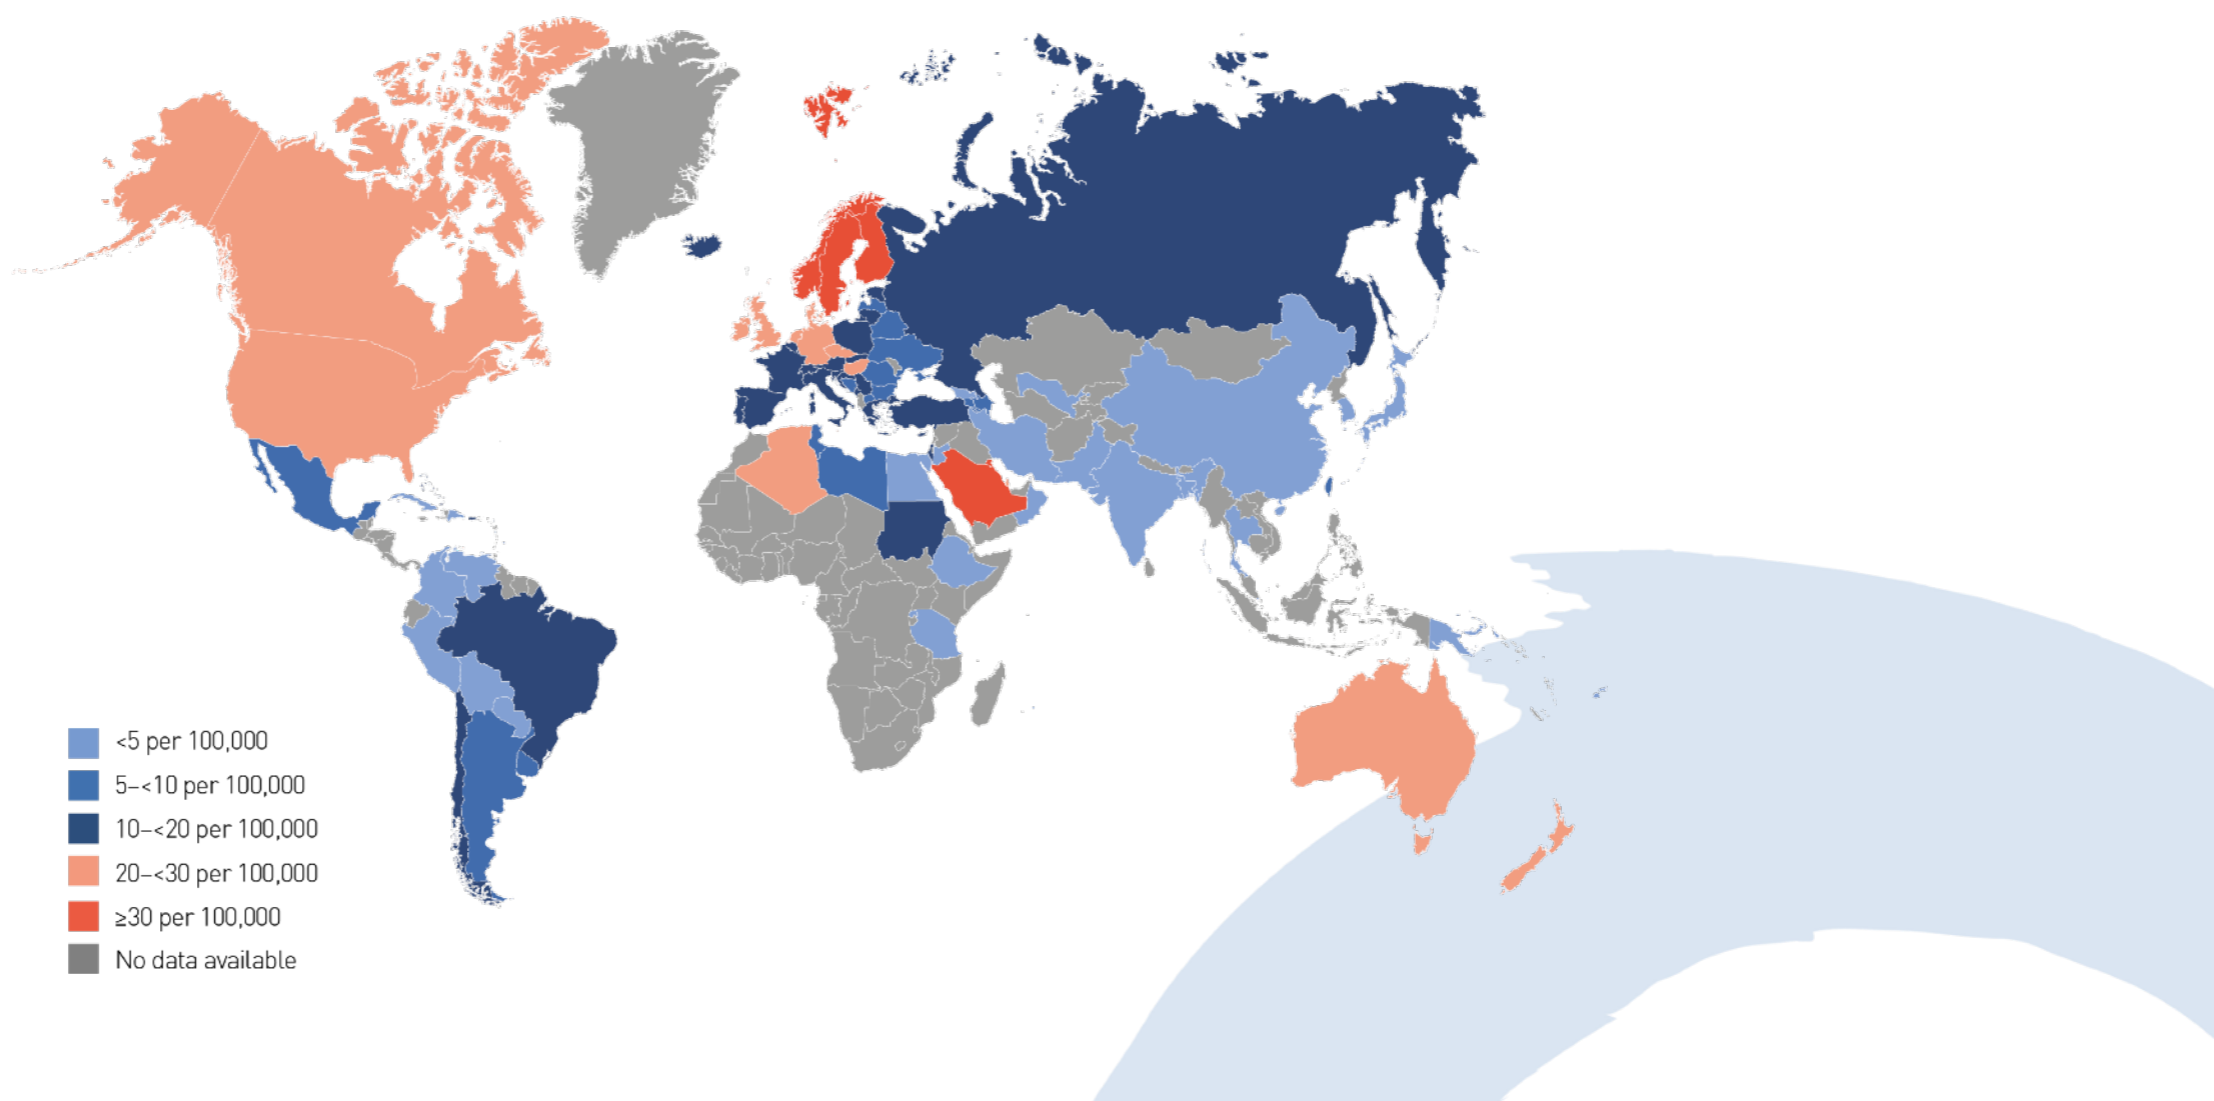 <5 per 100,000
5–<10 per 100,000
10–<20 per 100,000
20–<30 per 100,000
≥30 per 100,000
No data available